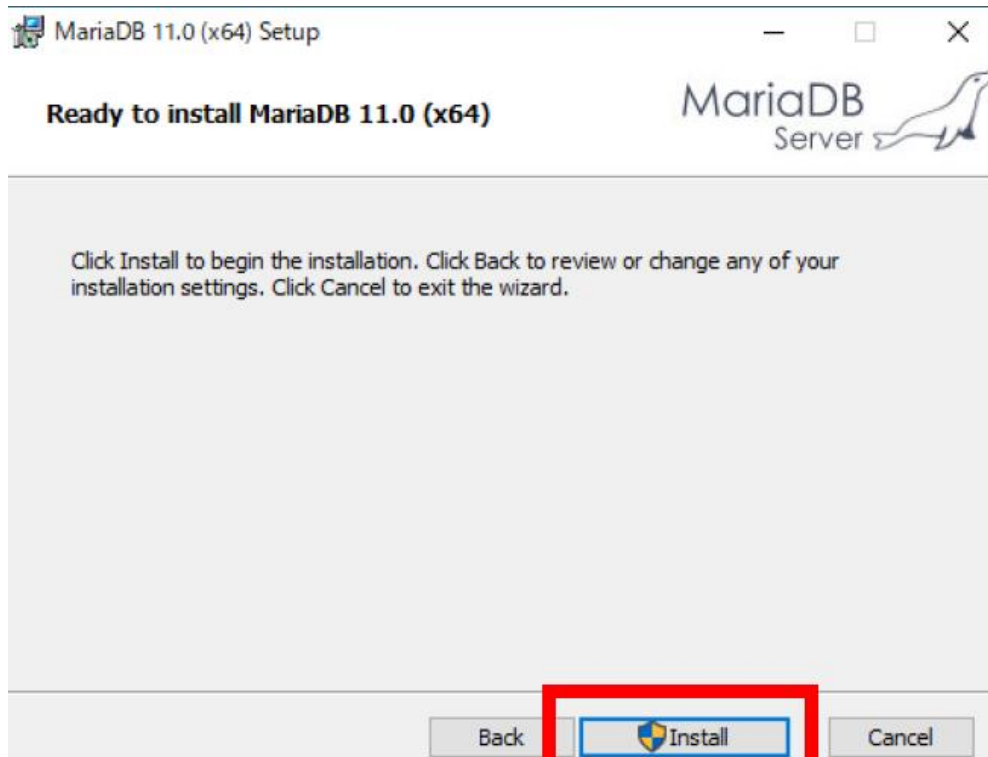 MariaDB 11.0 (x64) Setup
Ready to install MariaDB 11.0 (x64)
MariaDB
Server
Click Install to begin the installation. Click Back to review or change any of your
installation settings. Click Cancel to exit the wizard.
Back
Install
Cancel